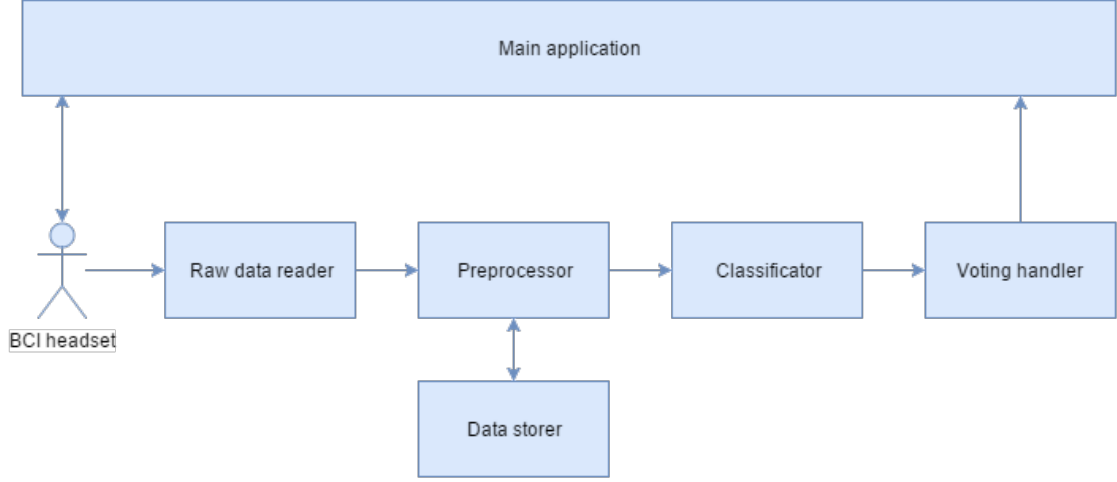 Main application
Raw data reader
Preprocessor
Classificator
Voting handler
BCI headset
Data storer